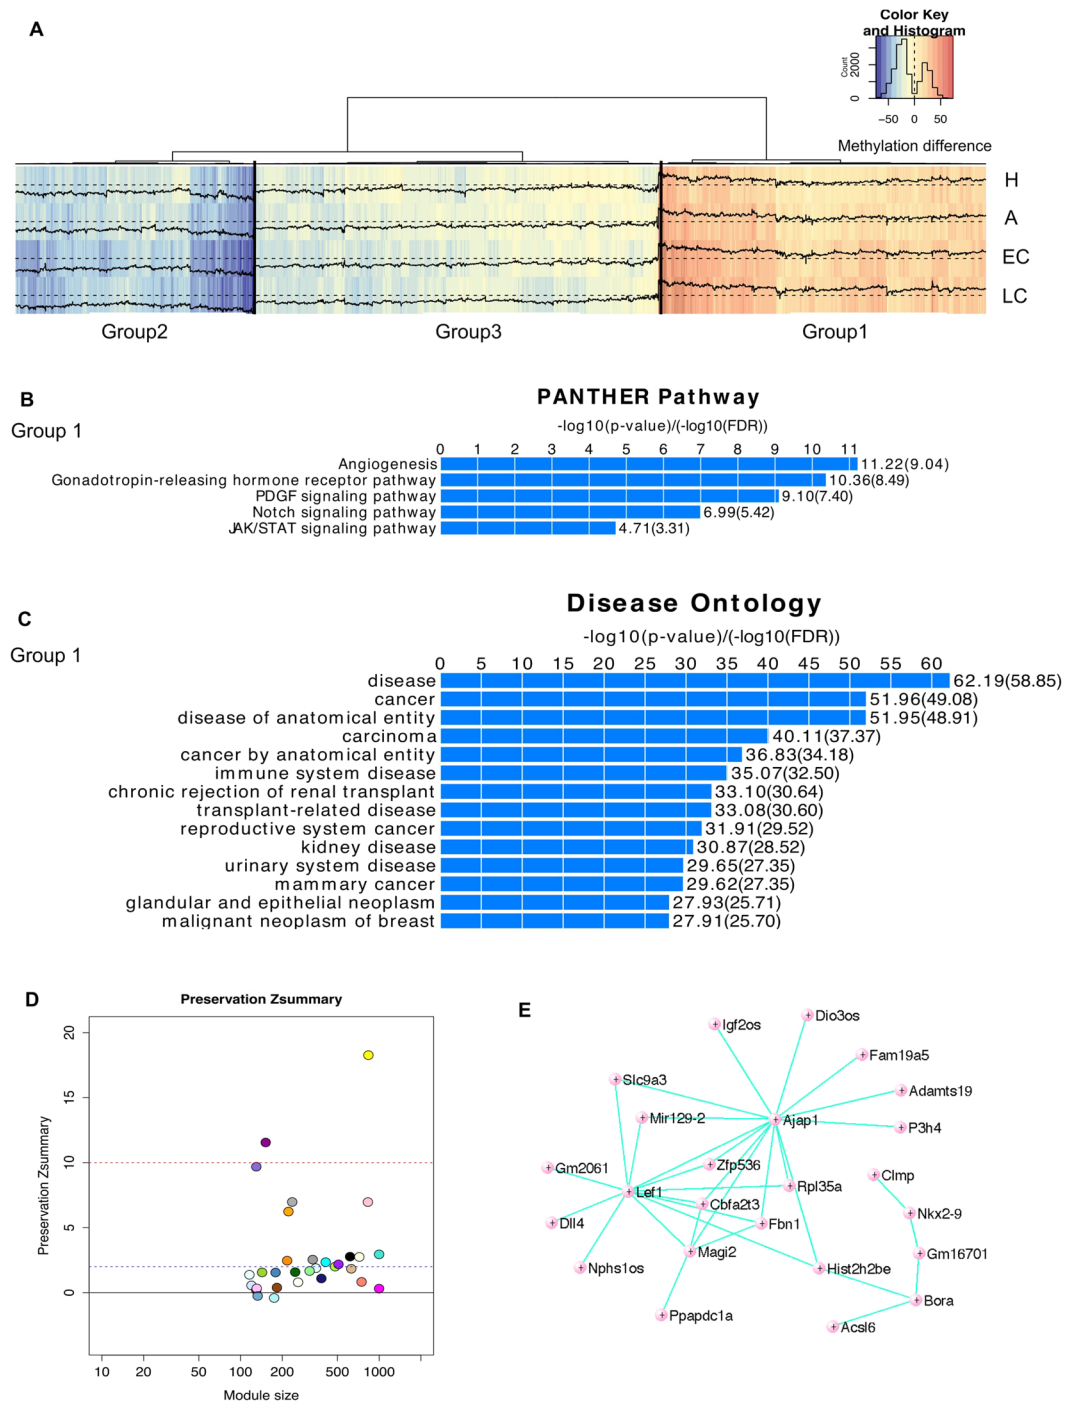 A
Color Key
and Histogram
Count
0 2000
−50 0 50
Methylation difference
H
A
EC
LC
Group2 Group3 Group1
B
PANTHER Pathway
Group 1
-log10(p-value)/(-log10(FDR))
0 1 2 3 4 5 6 7 8 9 10 11
Angiogenesis 11.22(9.04)
Gonadotropin-releasing hormone receptor pathway 10.36(8.49)
PDGF signaling pathway 9.10(7.40)
Notch signaling pathway 6.99(5.42)
JAK/STAT signaling pathway 4.71(3.31)
C
Disease Ontology
Group 1
-log10(p-value)/(-log10(FDR))
0 5 10 15 20 25 30 35 40 45 50 55 60
disease 62.19(58.85)
cancer 51.96(49.08)
disease of anatomical entity 51.95(48.91)
carcinoma 40.11(37.37)
cancer by anatomical entity 36.83(34.18)
immune system disease 35.07(32.50)
chronic rejection of renal transplant 33.10(30.64)
transplant-related disease 33.08(30.60)
reproductive system cancer 31.91(29.52)
kidney disease 30.87(28.52)
urinary system disease 29.65(27.35)
mammary cancer 29.62(27.35)
glandular and epithelial neoplasm 27.93(25.71)
malignant neoplasm of breast 27.91(25.70)
D
Preservation Zsummary
Preservation Zsummary
20
15
10
5
0
10 20 50 100 200 500 1000
Module size
E
Igf2os
Dio3os
Fam19a5
Slc9a3
Adamts19
Mir129-2
Ajap1
P3h4
Gm2061
Zfp536
Clmp
Lef1
Rpl35a
Cbfa2t3
Nkx2-9
Dll4
Fbn1
Magi2
Gm16701
Nphs1os
Hist2h2be
Bora
Ppapdc1a
Acsl6